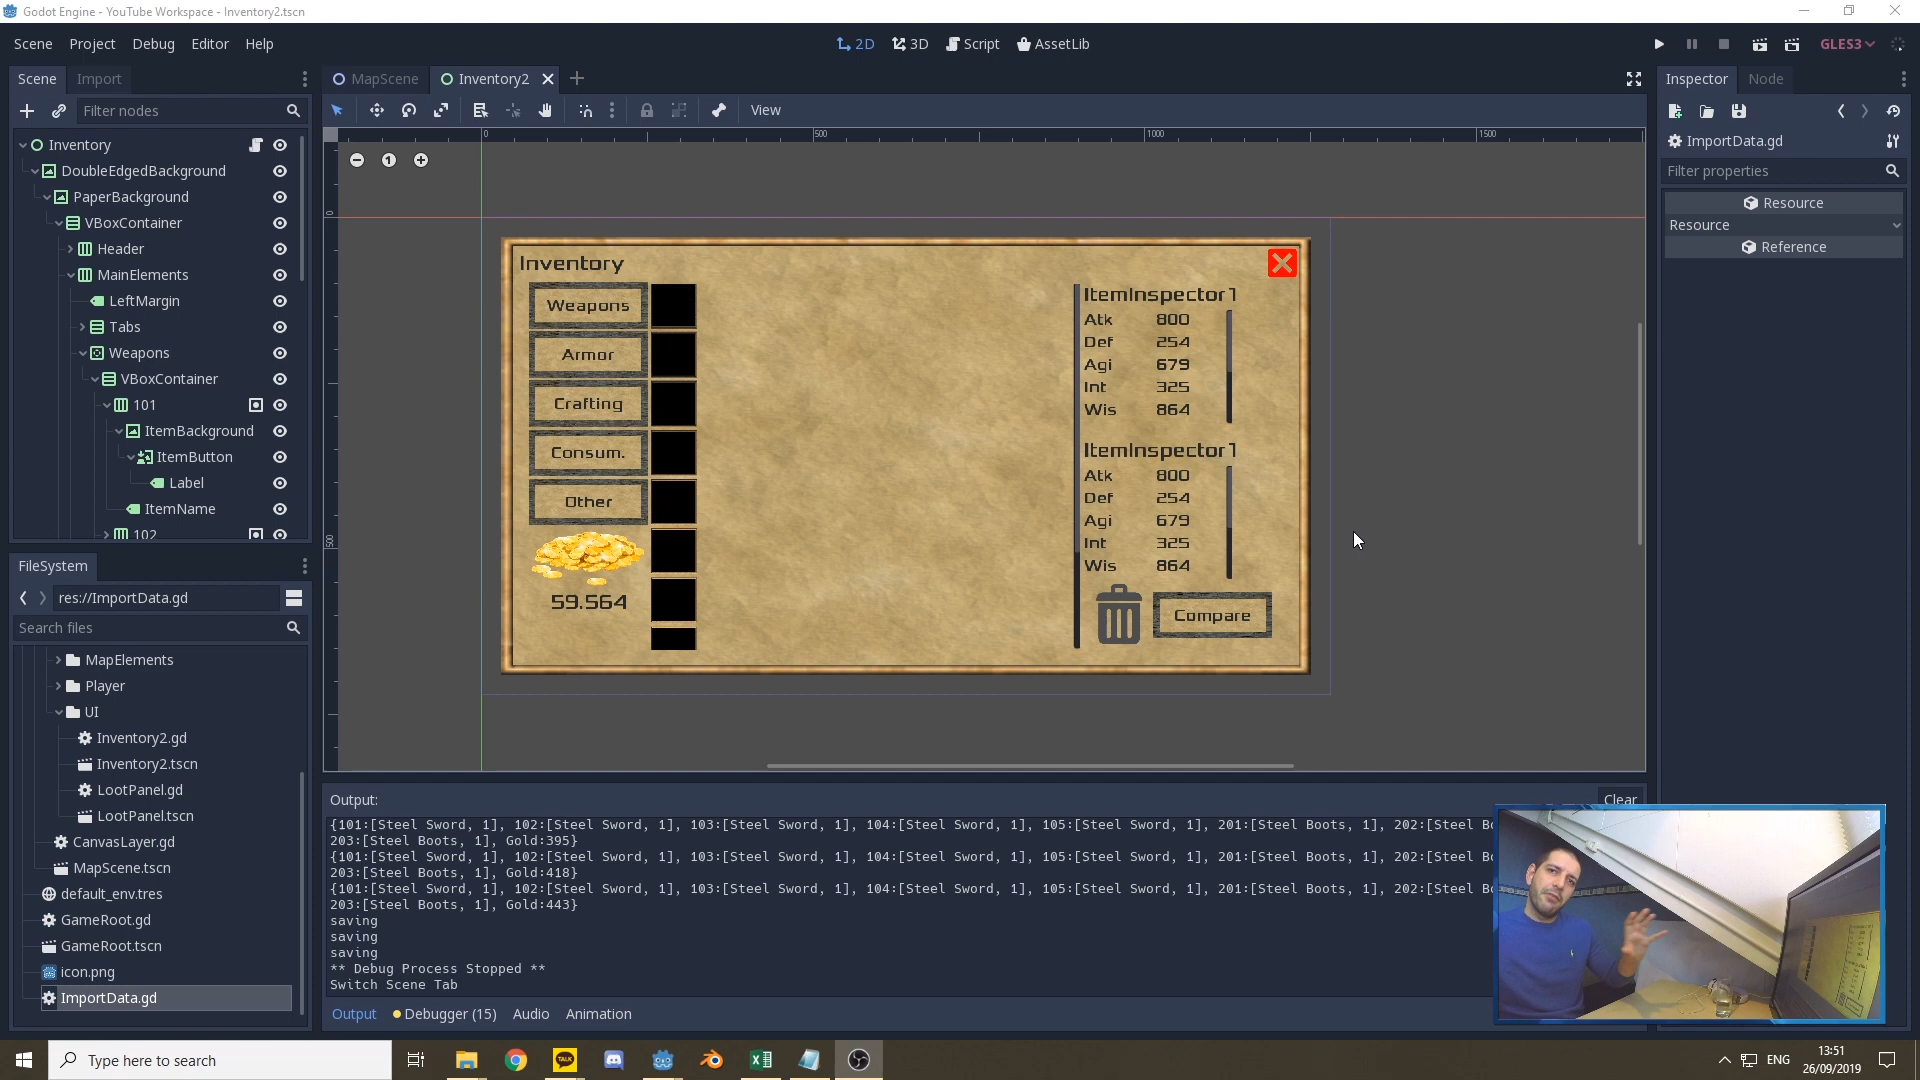 Godot Engine - YouTube Workspace - Inventory2.tscn
Scene Project Debug Editor Help
2D 3D Script AssetLib
GLES3
Scene Import
MapScene Inventory2
Inspector Node
Filter nodes
View
ImportData.gd
Filter properties
Resource
Resource
Reference
Inventory
DoubleEdgedBackground
PaperBackground
VBoxContainer
Header
MainElements
LeftMargin
Tabs
Weapons
VBoxContainer
101
ItemBackground
ItemButton
Label
ItemName
102
0 500 1000 1500
0
500
1
Inventory
Weapons
Armor
Crafting
Consum.
Other
59.564
ItemInspector1
Atk 800
Def 254
Agi 679
Int 325
Wis 864
ItemInspector1
Atk 800
Def 254
Agi 679
Int 325
Wis 864
Compare
FileSystem
res://ImportData.gd
Search files
MapElements
Player
UI
Inventory2.gd
Inventory2.tscn
LootPanel.gd
LootPanel.tscn
CanvasLayer.gd
MapScene.tscn
default_env.tres
GameRoot.gd
GameRoot.tscn
icon.png
ImportData.gd
Output:
Clear
{101:[Steel Sword, 1], 102:[Steel Sword, 1], 103:[Steel Sword, 1], 104:[Steel Sword, 1], 105:[Steel Sword, 1], 201:[Steel Boots, 1], 202:[Steel
203:[Steel Boots, 1], Gold:395}
{101:[Steel Sword, 1], 102:[Steel Sword, 1], 103:[Steel Sword, 1], 104:[Steel Sword, 1], 105:[Steel Sword, 1], 201:[Steel Boots, 1], 202:[Steel
203:[Steel Boots, 1], Gold:418}
{101:[Steel Sword, 1], 102:[Steel Sword, 1], 103:[Steel Sword, 1], 104:[Steel Sword, 1], 105:[Steel Sword, 1], 201:[Steel Boots, 1], 202:[Steel
203:[Steel Boots, 1], Gold:443}
saving
saving
saving
** Debug Process Stopped **
Switch Scene Tab
Output Debugger (15) Audio Animation
Type here to search
TALK
ENG
13:51
26/09/2019